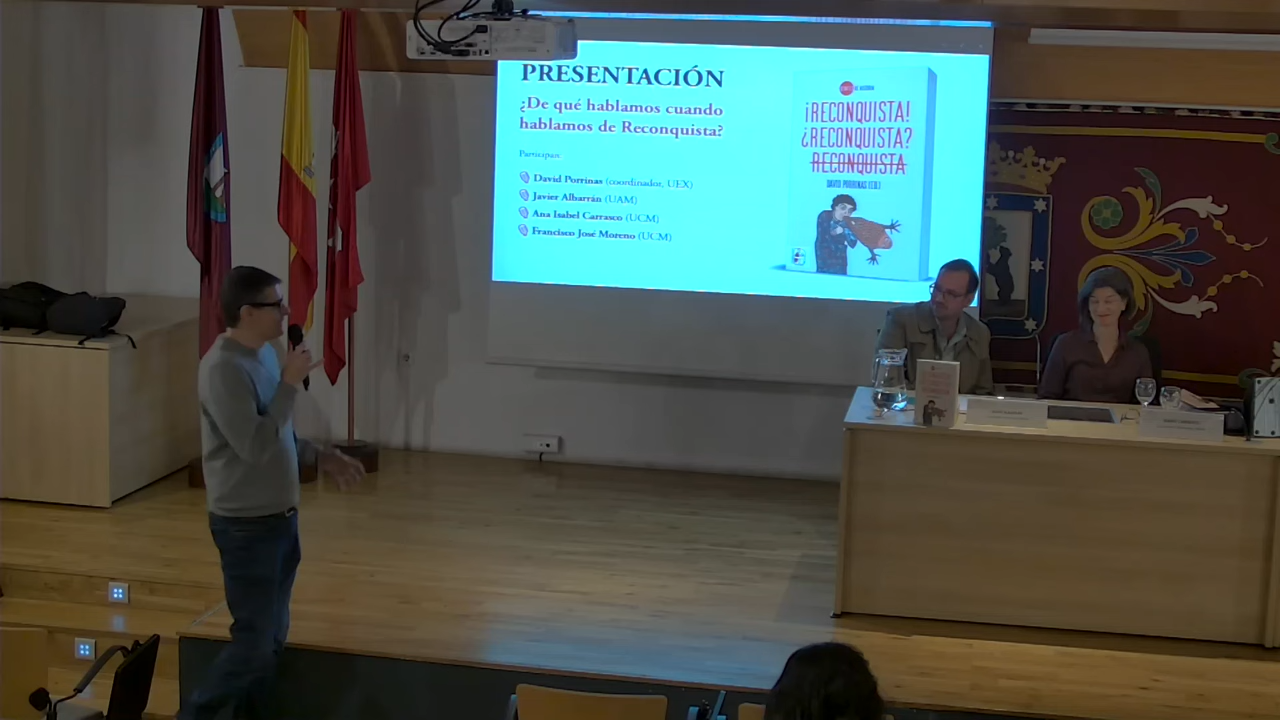 PRESENTACIÓN
¿De qué hablamos cuando
hablamos de Reconquista?
Participan:
David Porrinas (coordinador, UEX)
Javier Albarrán (UAM)
Ana Isabel Carrasco (UCM)
Francisco José Moreno (UCM)
¡RECONQUISTA!
¿RECONQUISTA?
RECONQUISTA
DAVID PORRINAS (ED.)